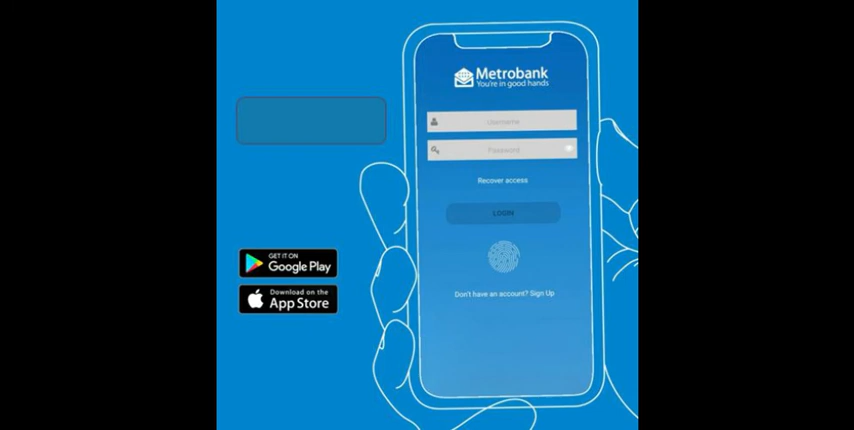 Metrobank
You're in good hands
Username
Password
Recover access
LOGIN
Don't have an account? Sign Up
GET IT ON
Google Play
Download on the
App Store